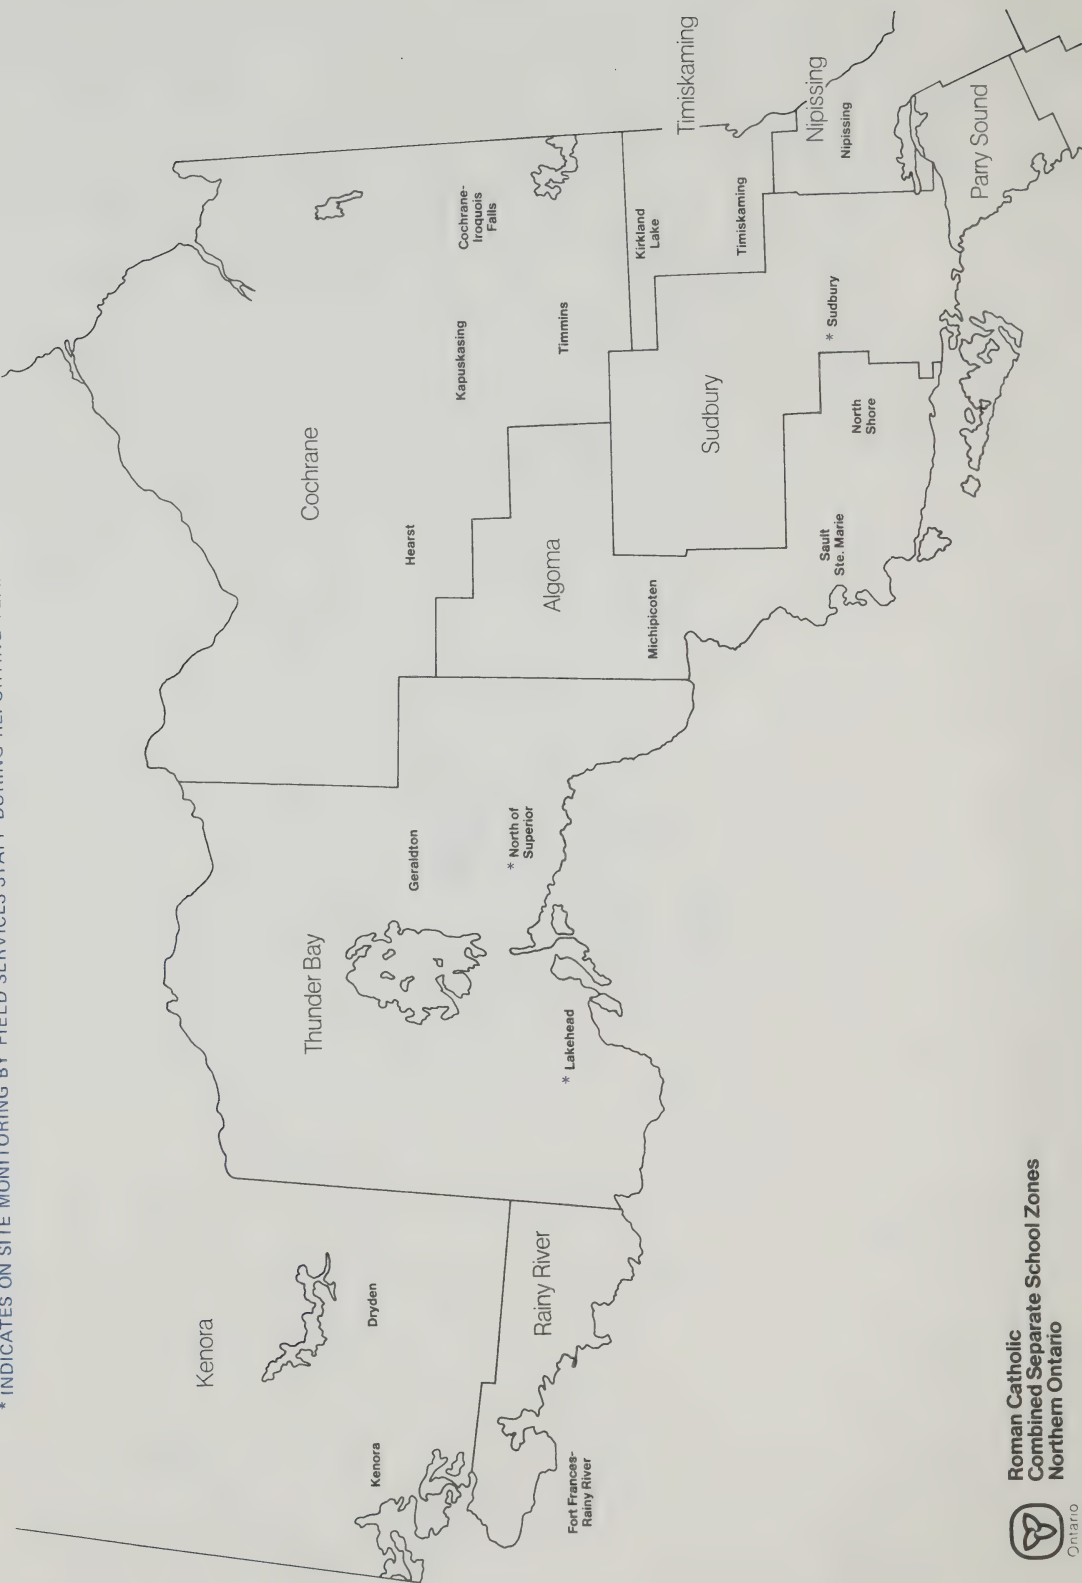 * INDICATES ON SITE MONITORING BY FIELD SERVICES STAFF DURING REPORTING
Kenora
Kenora
Dryden
Rainy River
Fort Frances-
Rainy River
Thunder Bay
Geraldton
* North of
Superior
* Lakehead
Cochrane
Hearst
Kapuskasing
Cochrane-
Iroquois
Falls
Timmins
Algoma
Michipicoten
Sault
Ste. Marie
North
Shore
Sudbury
* Sudbury
Kirkland
Lake
Timiskaming
Timiskaming
Nipissing
Nipissing
Parry Sound
Roman Catholic
Combined Separate School Zones
Northern Ontario
Ontario